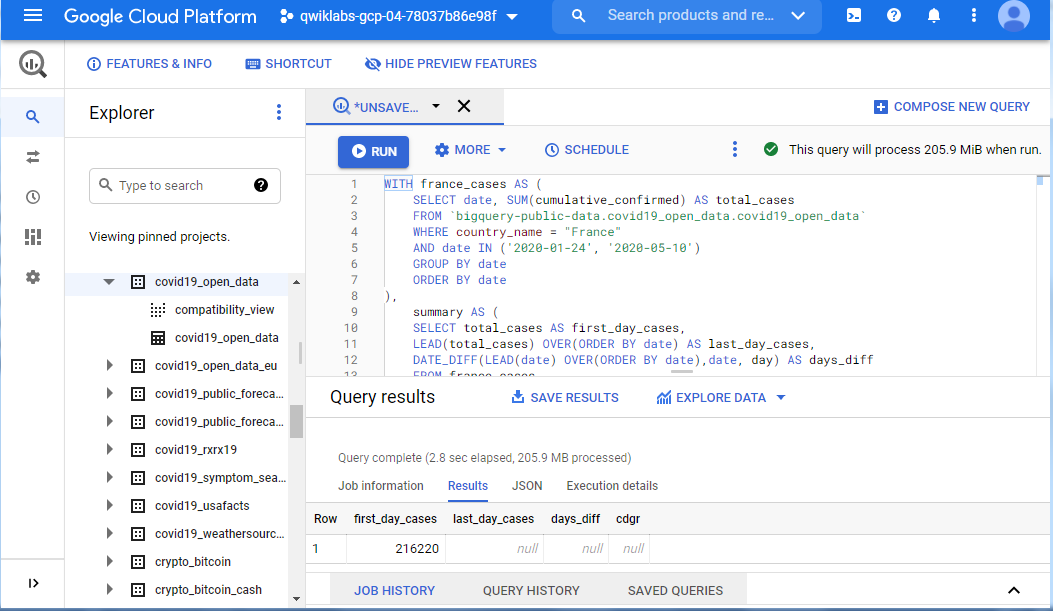 Google Cloud Platform qwiklabs-gcp-04-78037b86e98f Search products and re...
FEATURES & INFO SHORTCUT HIDE PREVIEW FEATURES
Explorer
*UNSAVE...
COMPOSE NEW QUERY
RUN MORE SCHEDULE This query will process 205.9 MiB when run.
Type to search
Viewing pinned projects.
covid19_open_data
compatibility_view
covid19_open_data
covid19_open_data_eu
covid19_public_foreca...
covid19_public_foreca...
covid19_rxrx19
covid19_symptom_sea...
covid19_usafacts
covid19_weathersourc...
crypto_bitcoin
crypto_bitcoin_cash
1 WITH france_cases AS (
2 SELECT date, SUM(cumulative_confirmed) AS total_cases
3 FROM `bigquery-public-data.covid19_open_data.covid19_open_data`
4 WHERE country_name = "France"
5 AND date IN ('2020-01-24', '2020-05-10')
6 GROUP BY date
7 ORDER BY date
8 ),
9 summary AS (
10 SELECT total_cases AS first_day_cases,
11 LEAD(total_cases) OVER(ORDER BY date) AS last_day_cases,
12 DATE_DIFF(LEAD(date) OVER(ORDER BY date),date, day) AS days_diff
13 FROM france_cases
Query results SAVE RESULTS EXPLORE DATA
Query complete (2.8 sec elapsed, 205.9 MB processed)
Job information Results JSON Execution details
Row first_day_cases last_day_cases days_diff cdgr
1 216220 null null null
JOB HISTORY QUERY HISTORY SAVED QUERIES